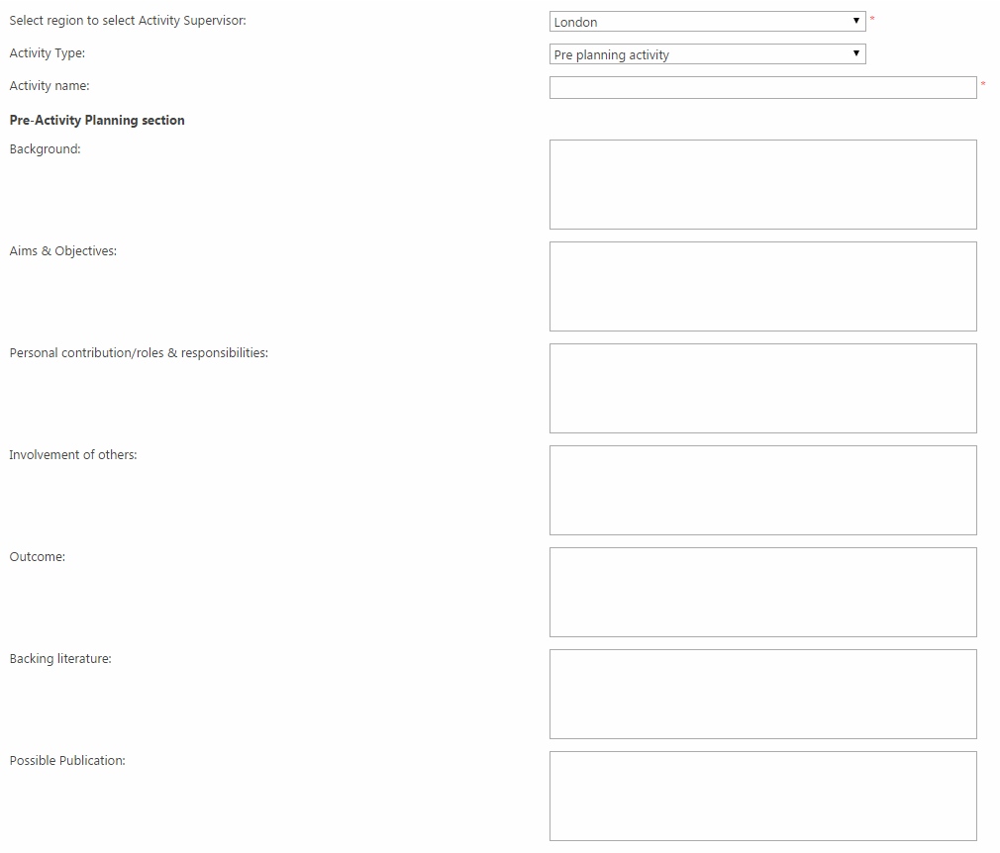 Select region to select Activity Supervisor: London *
Activity Type: Pre planning activity
Activity name: *
Pre-Activity Planning section
Background:
Aims & Objectives:
Personal contribution/roles & responsibilities:
Involvement of others:
Outcome:
Backing literature:
Possible Publication: